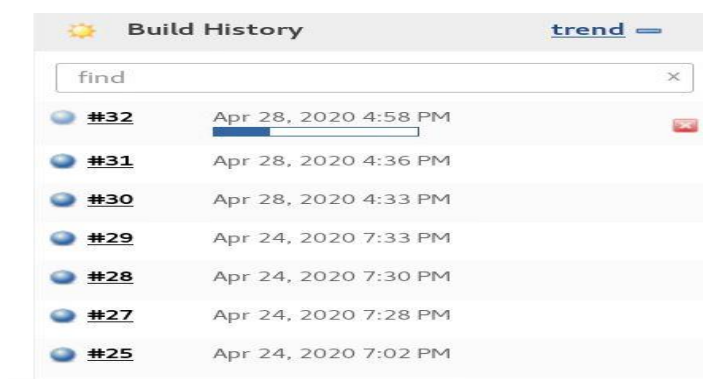 Build History trend
find ×
#32 Apr 28, 2020 4:58 PM
#31 Apr 28, 2020 4:36 PM
#30 Apr 28, 2020 4:33 PM
#29 Apr 24, 2020 7:33 PM
#28 Apr 24, 2020 7:30 PM
#27 Apr 24, 2020 7:28 PM
#25 Apr 24, 2020 7:02 PM